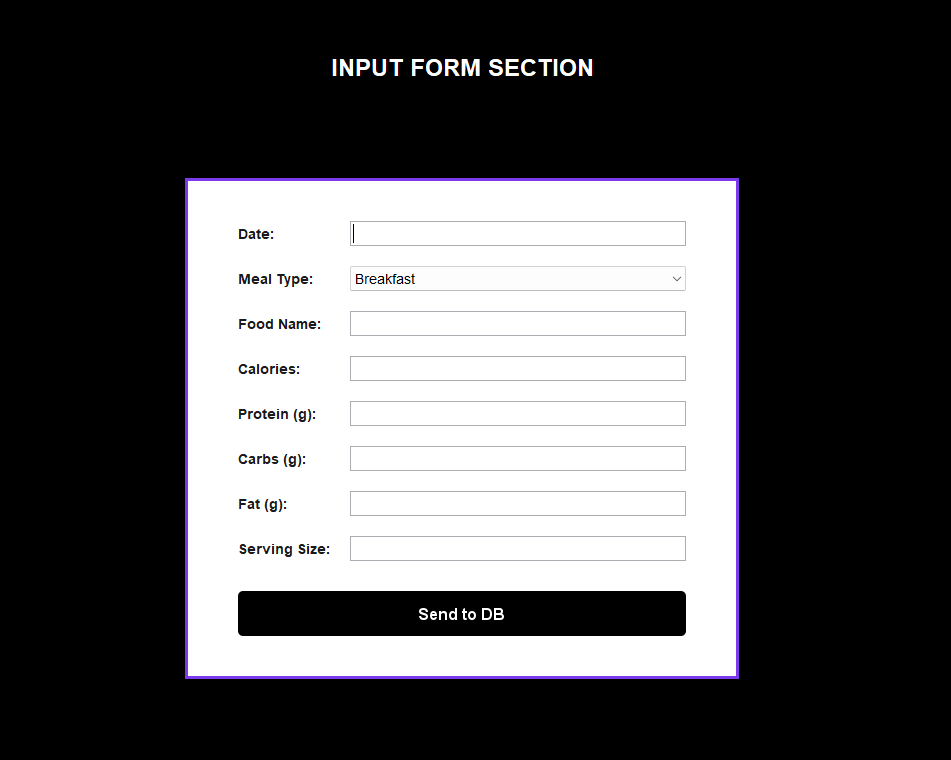 INPUT FORM SECTION
Date:
Meal Type: Breakfast
Food Name:
Calories:
Protein (g):
Carbs (g):
Fat (g):
Serving Size:
Send to DB